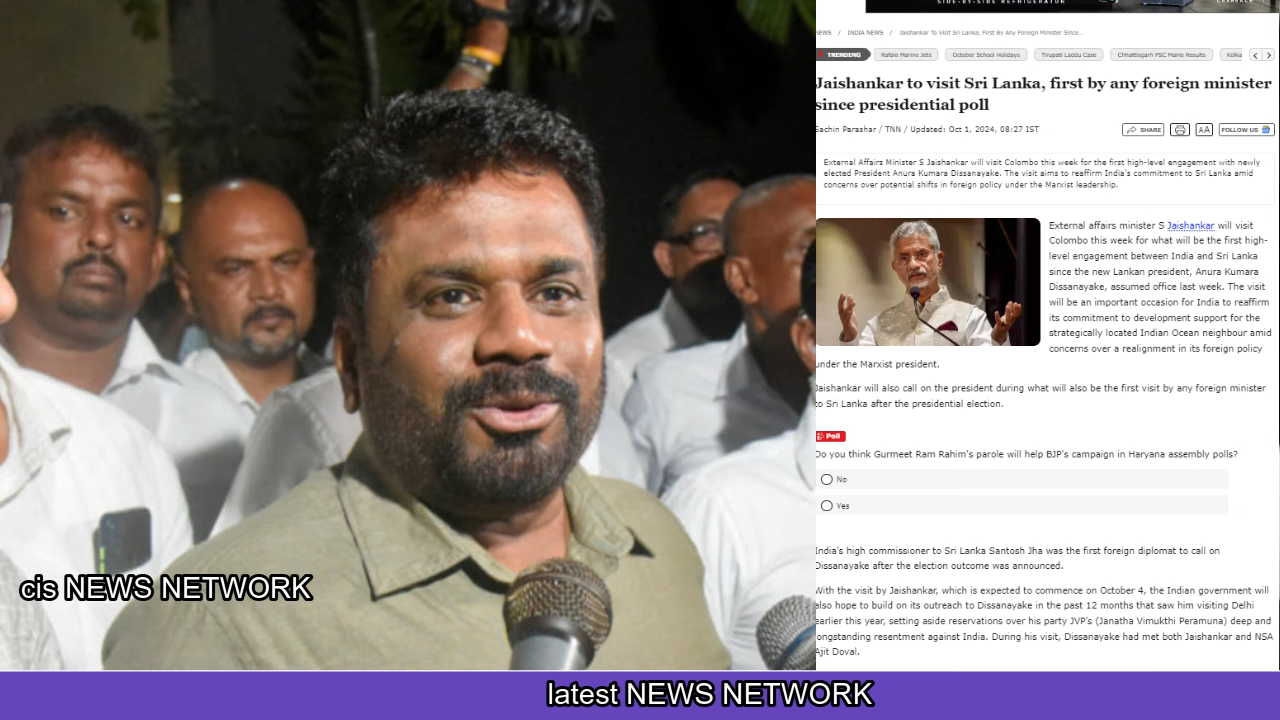 SIDE-BY-SIDE REFRIGERATOR
NEWS / INDIA NEWS / Jaishankar To Visit Sri Lanka, First By Any Foreign Minister Since...
TRENDING Rafale Marine Jets October School Holidays Tirupati Laddu Case Chhattisgarh PSC Mains Results Kolka
Jaishankar to visit Sri Lanka, first by any foreign minister
since presidential poll
Sachin Parashar / TNN / Updated: Oct 1, 2024, 08:27 IST
SHARE AA FOLLOW US
External Affairs Minister S Jaishankar will visit Colombo this week for the first high-level engagement with newly
elected President Anura Kumara Dissanayake. The visit aims to reaffirm India's commitment to Sri Lanka amid
concerns over potential shifts in foreign policy under the Marxist leadership.
External affairs minister S Jaishankar will visit
Colombo this week for what will be the first high-
level engagement between India and Sri Lanka
since the new Lankan president, Anura Kumara
Dissanayake, assumed office last week. The visit
will be an important occasion for India to reaffirm
its commitment to development support for the
strategically located Indian Ocean neighbour amid
concerns over a realignment in its foreign policy
under the Marxist president.
Jaishankar will also call on the president during what will also be the first visit by any foreign minister
to Sri Lanka after the presidential election.
Poll
Do you think Gurmeet Ram Rahim's parole will help BJP's campaign in Haryana assembly polls?
No
Yes
India's high commissioner to Sri Lanka Santosh Jha was the first foreign diplomat to call on
Dissanayake after the election outcome was announced.
With the visit by Jaishankar, which is expected to commence on October 4, the Indian government will
also hope to build on its outreach to Dissanayake in the past 12 months that saw him visiting Delhi
earlier this year, setting aside reservations over his party JVP's (Janatha Vimukthi Peramuna) deep and
longstanding resentment against India. During his visit, Dissanayake had met both Jaishankar and NSA
Ajit Doval.
cis NEWS NETWORK
latest NEWS NETWORK